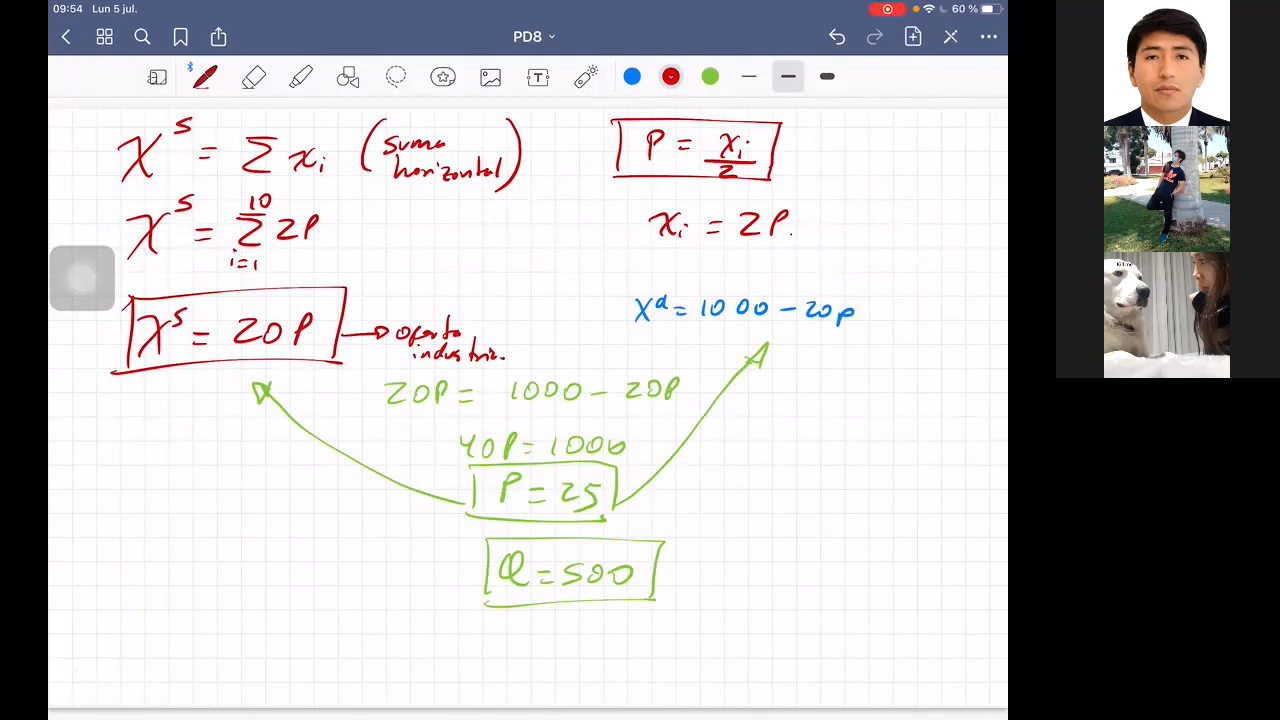 09:54 Lun 5 jul.
60 %
PD8
X^s = Σ x_i (suma horizontal)
P = x_i/2
X^s = Σ_{i=1}^{10} 2P
x_i = 2P.
X^s = 20P → oferta industria.
X^d = 1000 - 20p
20P = 1000 - 20P
40P = 1000
P = 25
Q = 500